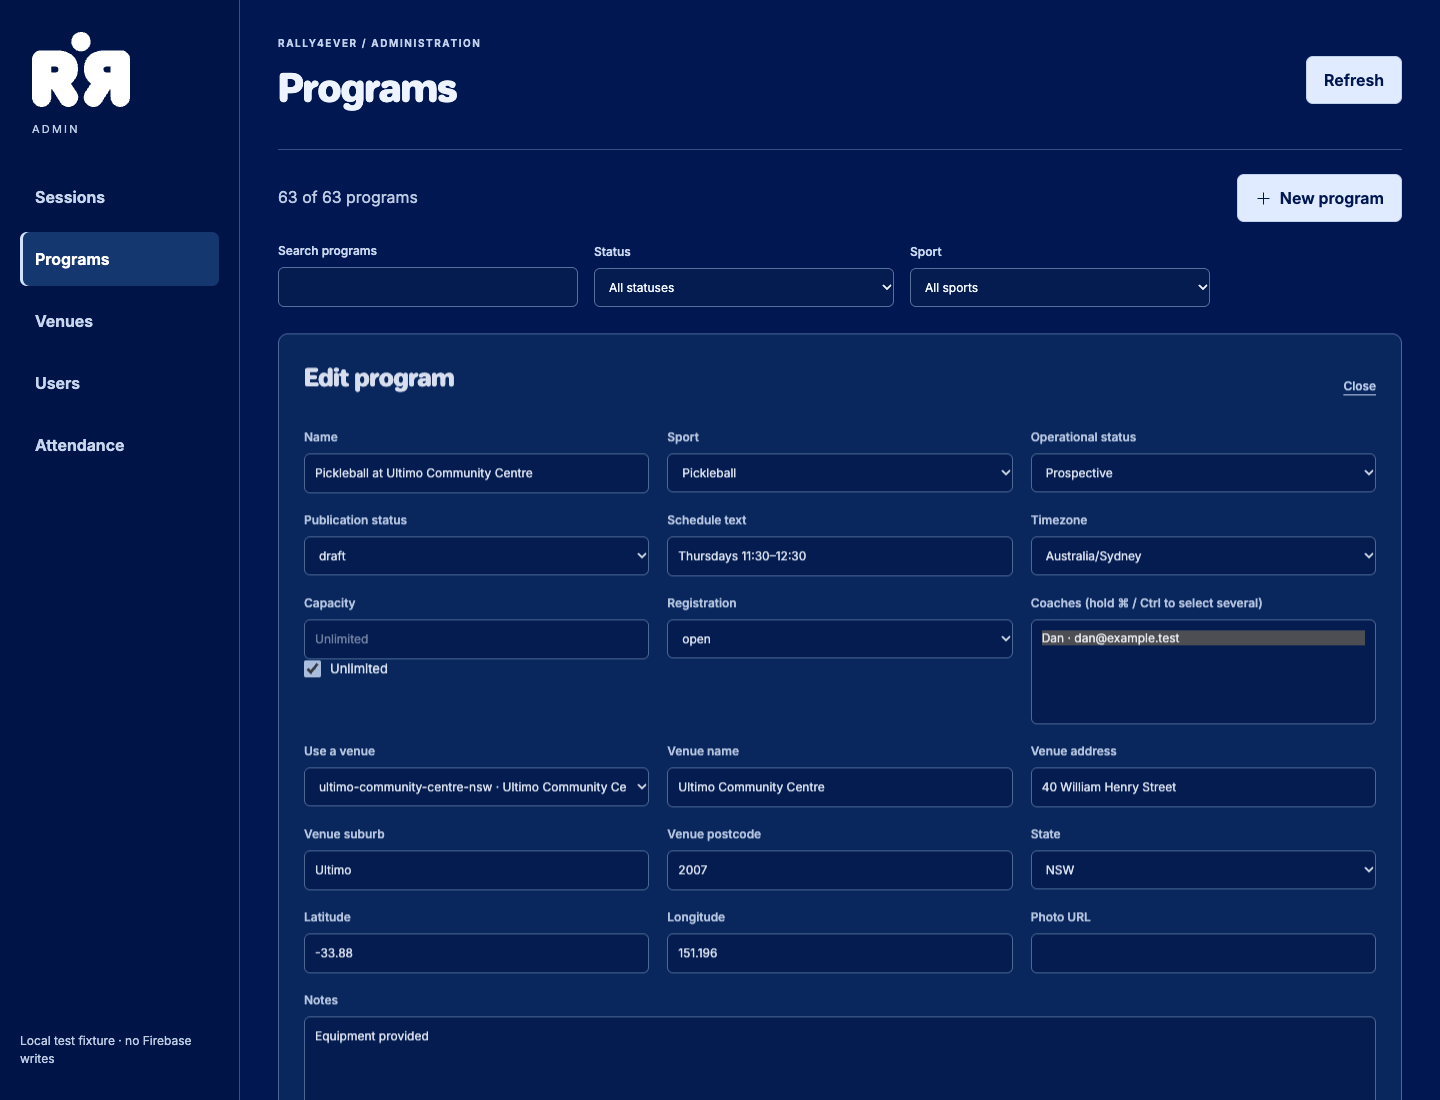 RR
ADMIN
Sessions
Programs
Venues
Users
Attendance
Local test fixture · no Firebase
writes
RALLY4EVER / ADMINISTRATION
Programs
Refresh
63 of 63 programs
+ New program
Search programs
Status
Sport
All statuses
All sports
Edit program
Close
Name
Sport
Operational status
Pickleball at Ultimo Community Centre
Pickleball
Prospective
Publication status
Schedule text
Timezone
draft
Thursdays 11:30–12:30
Australia/Sydney
Capacity
Registration
Coaches (hold ⌘ / Ctrl to select several)
Unlimited
open
Dan · dan@example.test
Unlimited
Use a venue
Venue name
Venue address
ultimo-community-centre-nsw · Ultimo Community Ce
Ultimo Community Centre
40 William Henry Street
Venue suburb
Venue postcode
State
Ultimo
2007
NSW
Latitude
Longitude
Photo URL
-33.88
151.196
Notes
Equipment provided